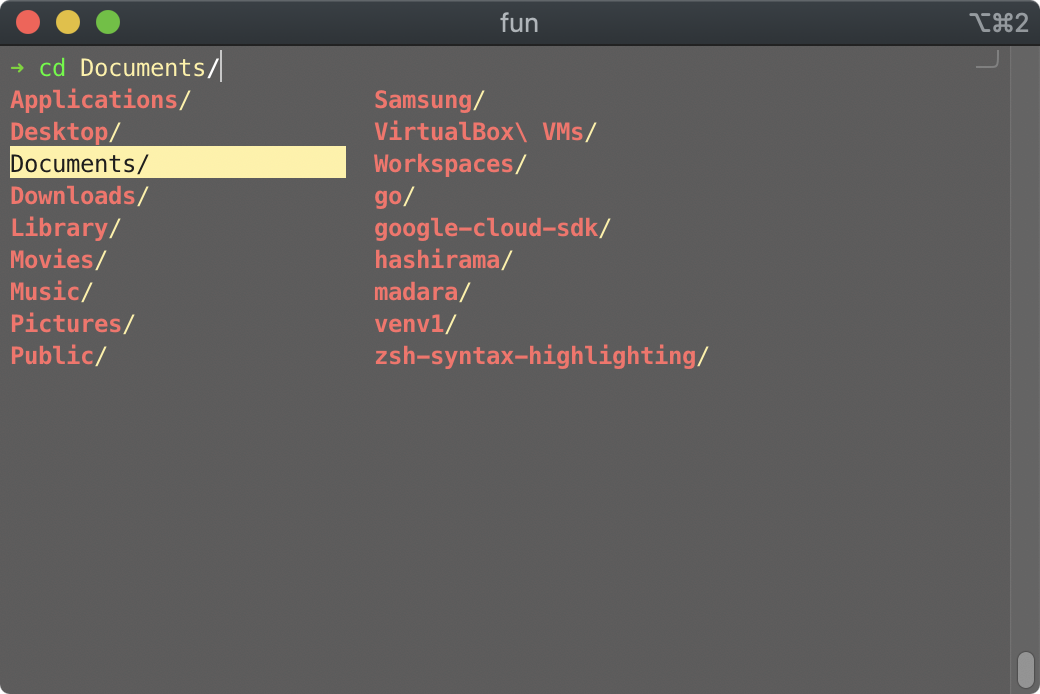 fun ⌥⌘2
➜ cd Documents/
Applications/ Samsung/
Desktop/ VirtualBox\ VMs/
Documents/ Workspaces/
Downloads/ go/
Library/ google-cloud-sdk/
Movies/ hashirama/
Music/ madara/
Pictures/ venv1/
Public/ zsh-syntax-highlighting/